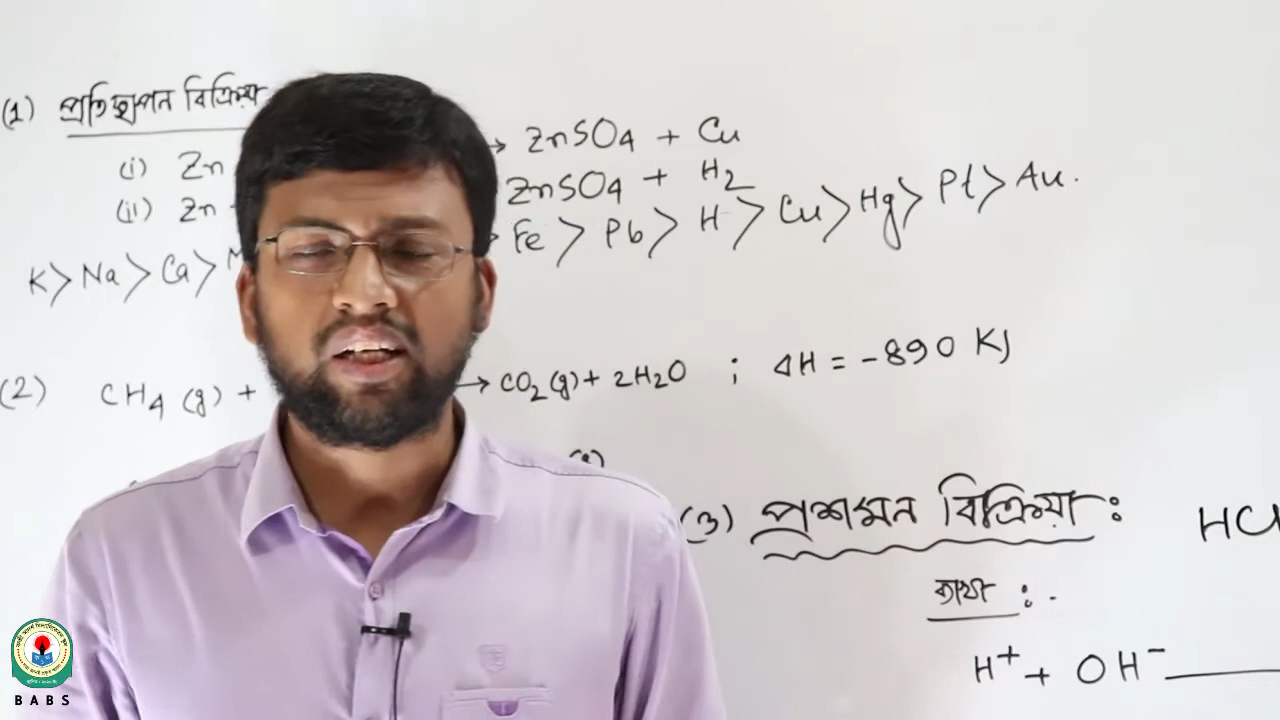 (1) প্রতিস্থাপন বিক্রিয়া
(i) Zn → ZnSO4 + Cu
(ii) Zn ZnSO4 + H2
K > Na > Ca > Fe > Pb > H > Cu > Hg > Pt > Au.
(2) CH4 (g) + → CO2 (g) + 2H2O ; ΔH = -890 KJ
(3) প্রশমন বিক্রিয়া : HCl
ব্যাখ্যা :
H+ + OH-
BABS